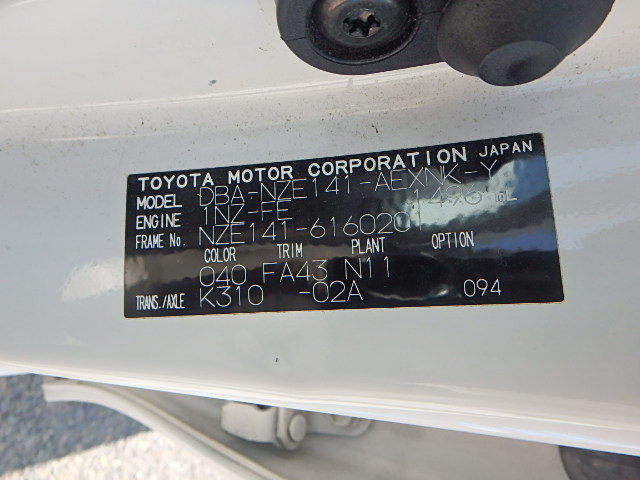 TOYOTA MOTOR CORPORATION JAPAN
MODEL DBA-NZE141-AEXNK-Y
ENGINE 1NZ-FE mL
FRAME No. NZE141-6160201
COLOR TRIM PLANT OPTION
040 FA43 N11
TRANS./AXLE K310 -02A 094